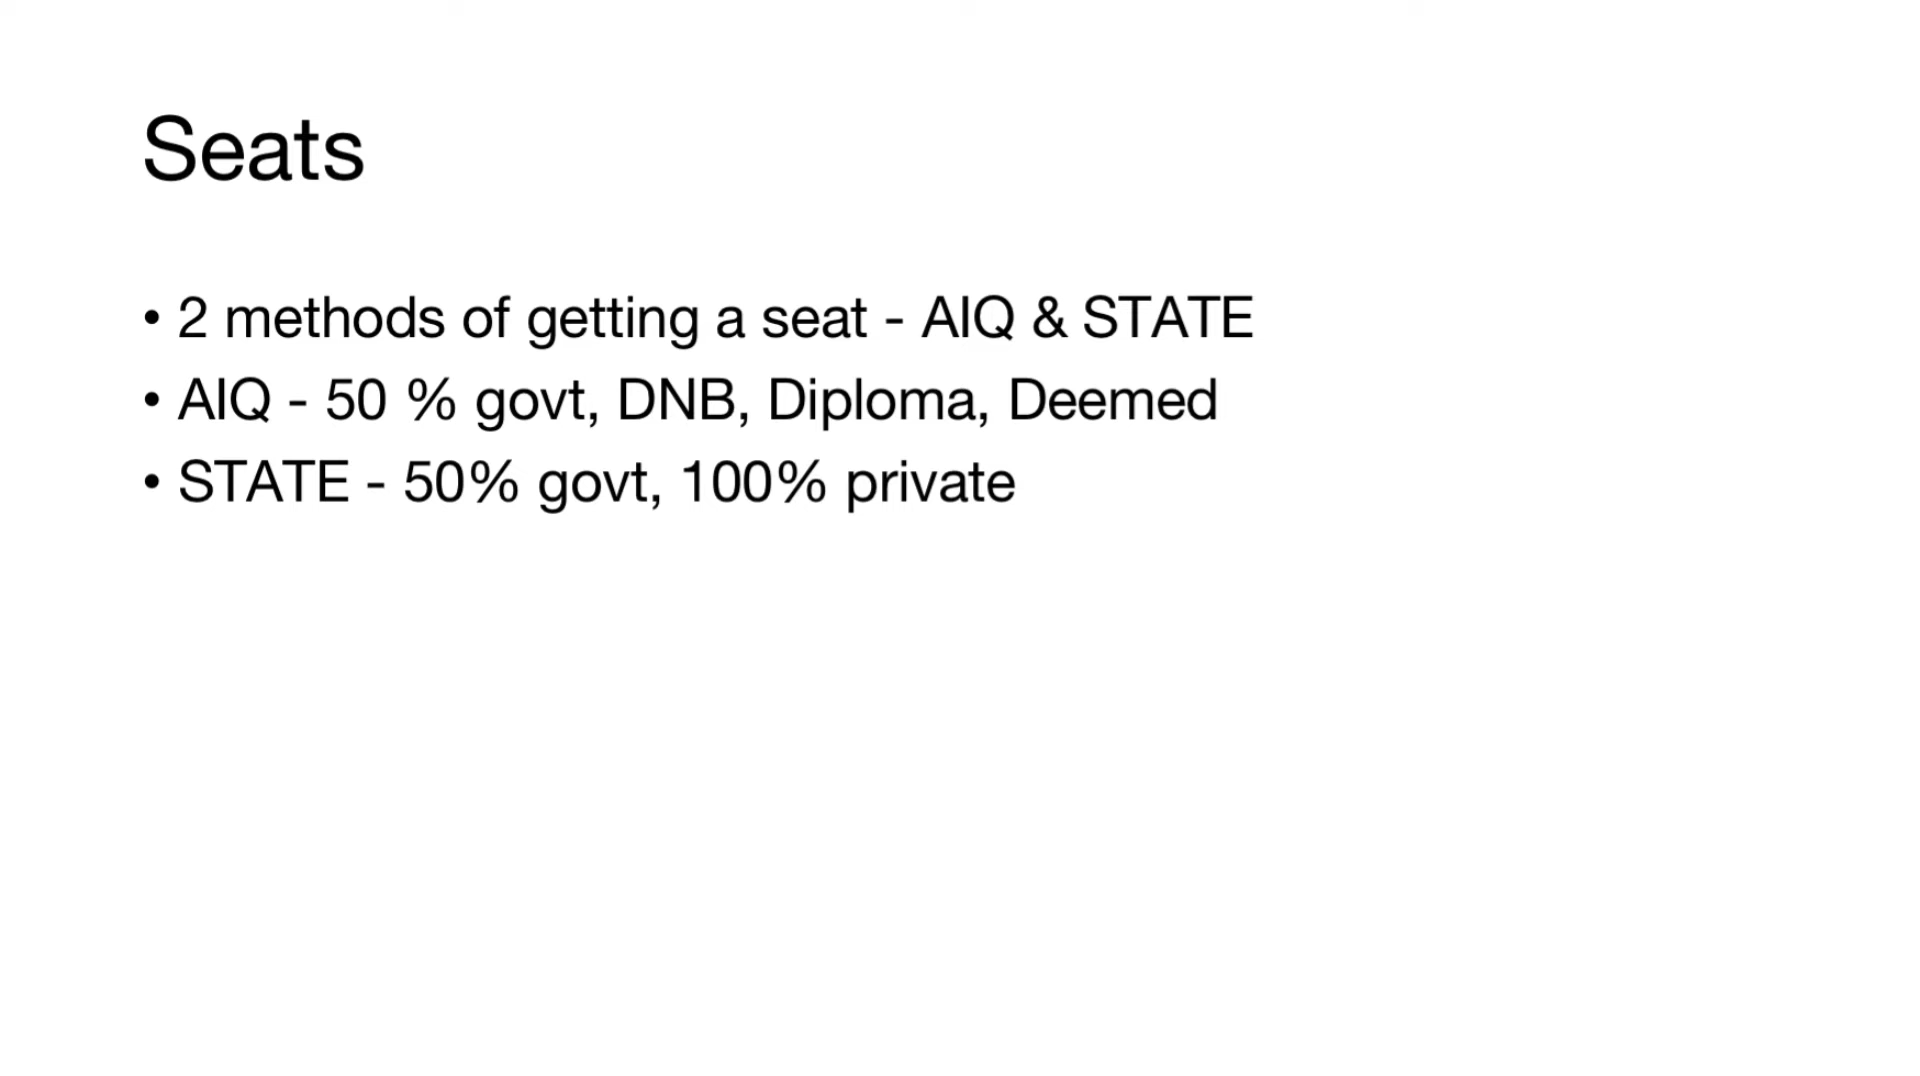 Seats
• 2 methods of getting a seat - AIQ & STATE
• AIQ - 50 % govt, DNB, Diploma, Deemed
• STATE - 50% govt, 100% private